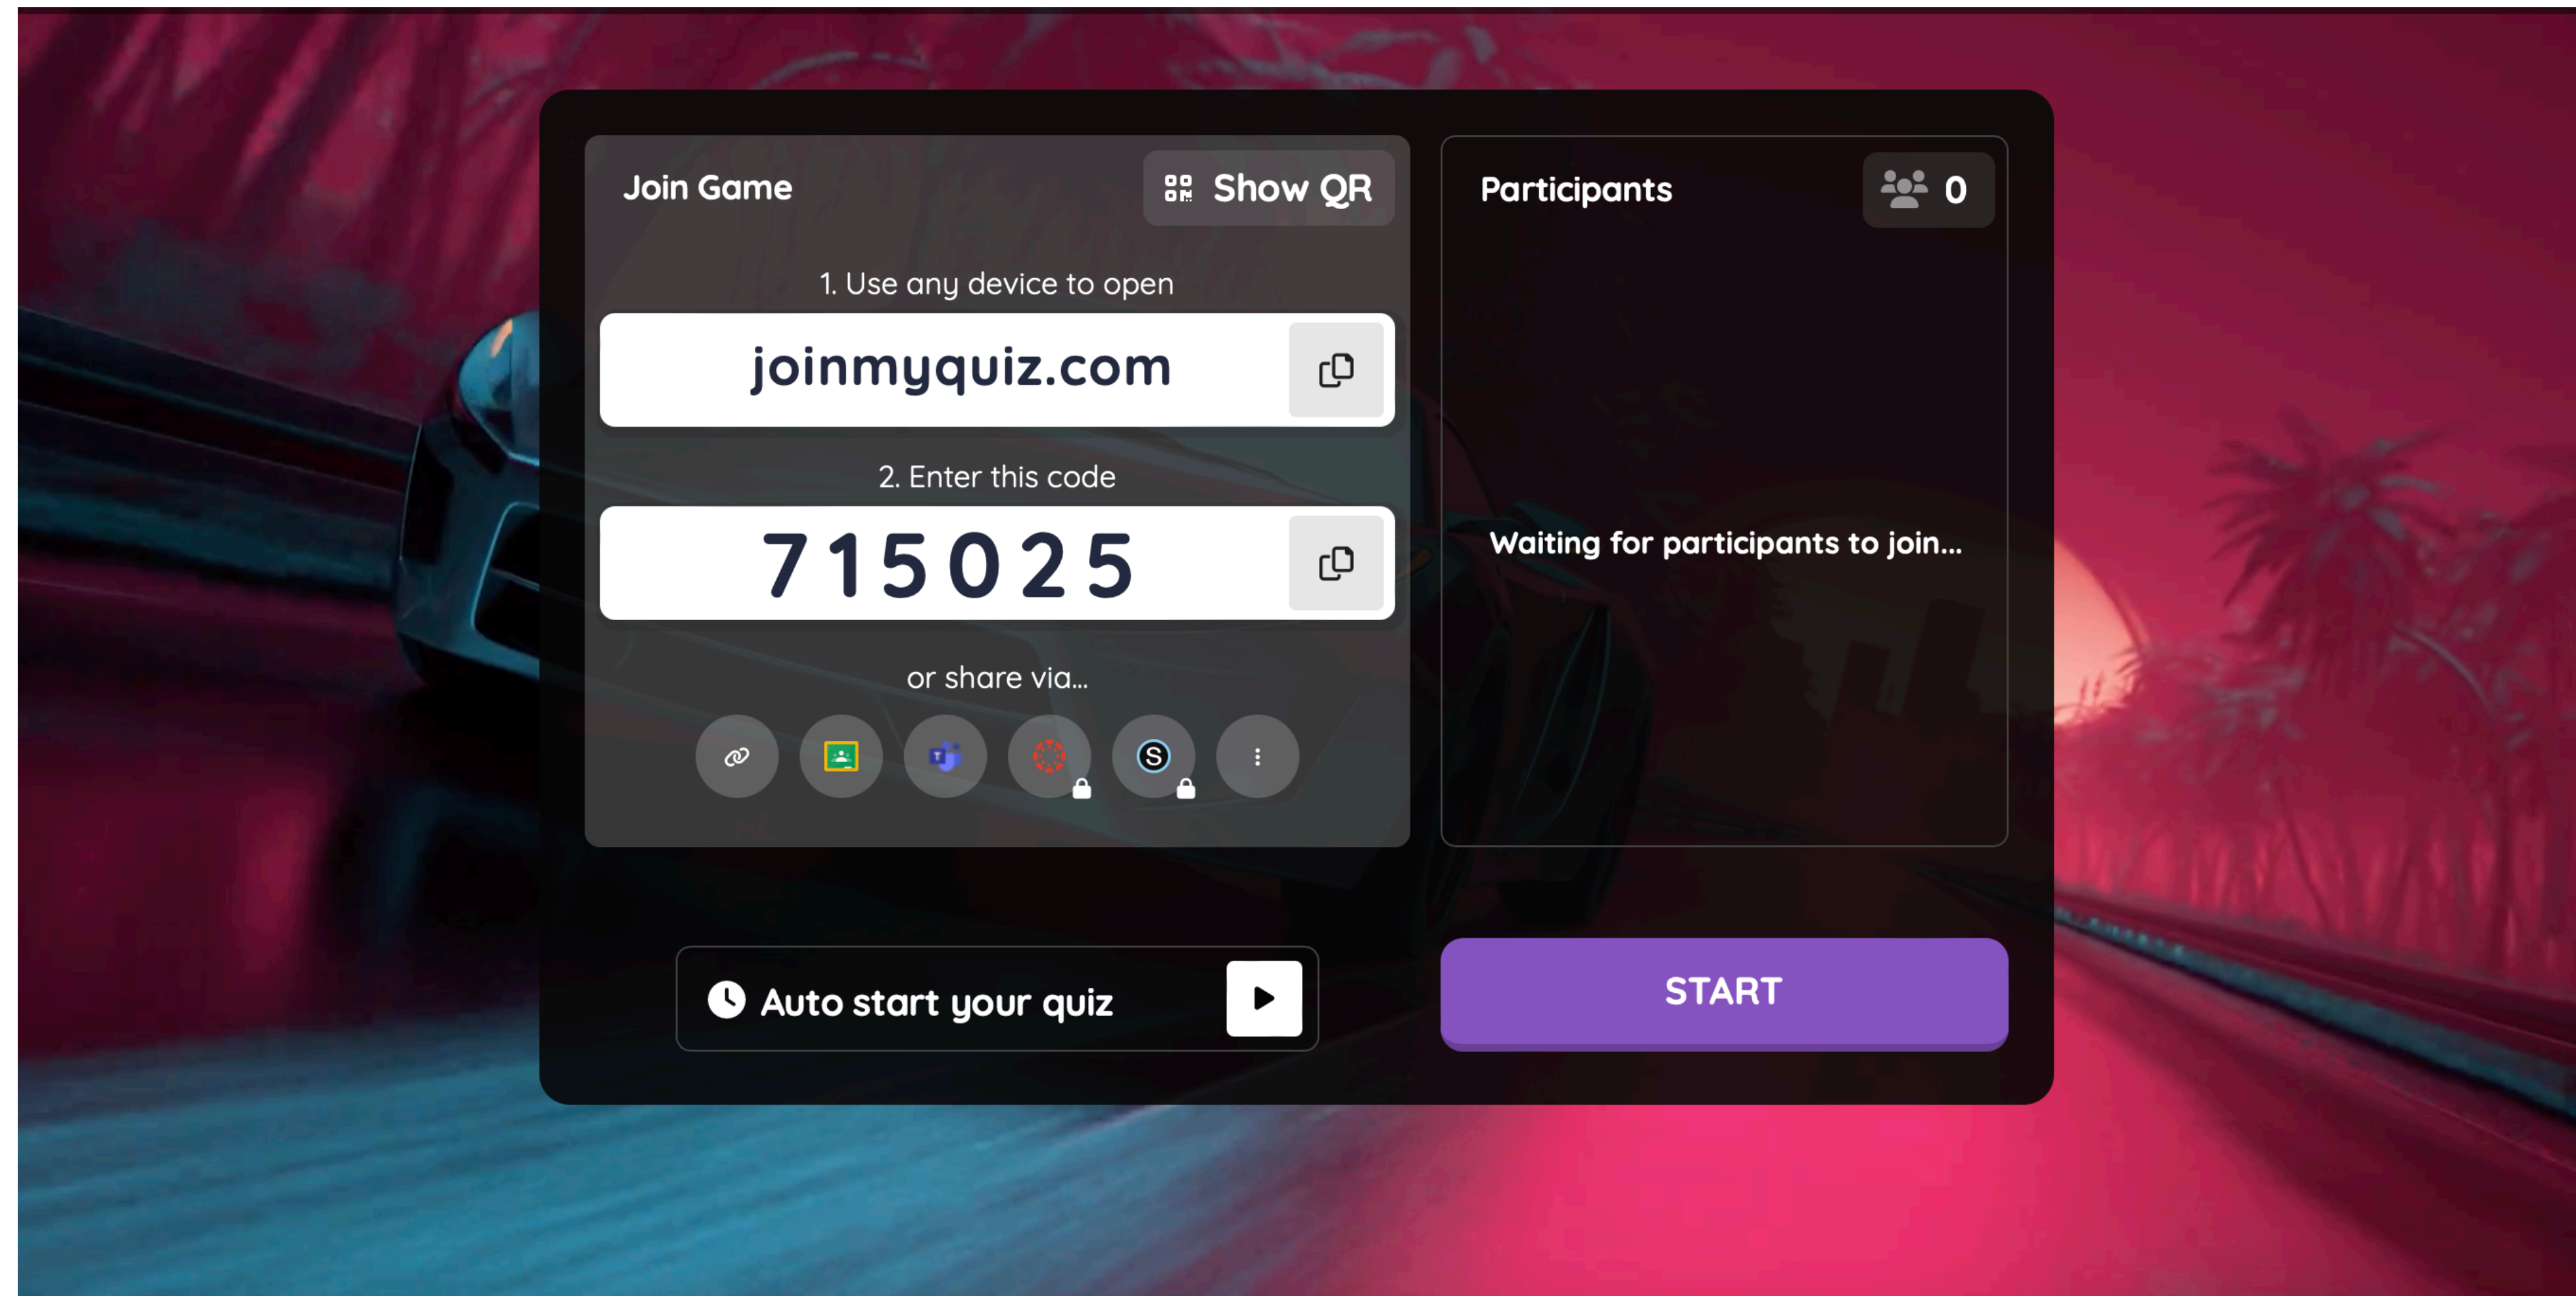 Join Game
Show QR
1. Use any device to open
joinmyquiz.com
2. Enter this code
715025
or share via...
T
S
Auto start your quiz
Participants
0
Waiting for participants to join...
START